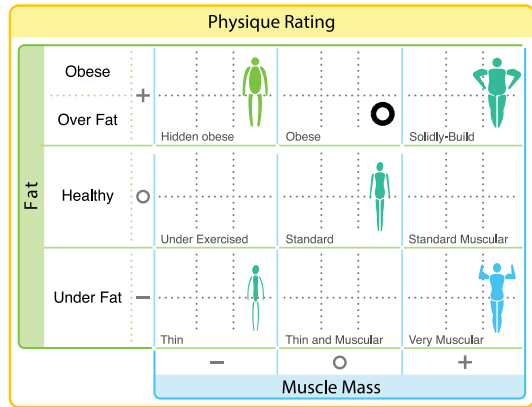 Physique Rating
Obese
+
Over Fat
Hidden obese
Obese
Solidly-Build
Fat
Healthy
Under Exercised
Standard
Standard Muscular
Under Fat
−
Thin
Thin and Muscular
Very Muscular
−
+
Muscle Mass